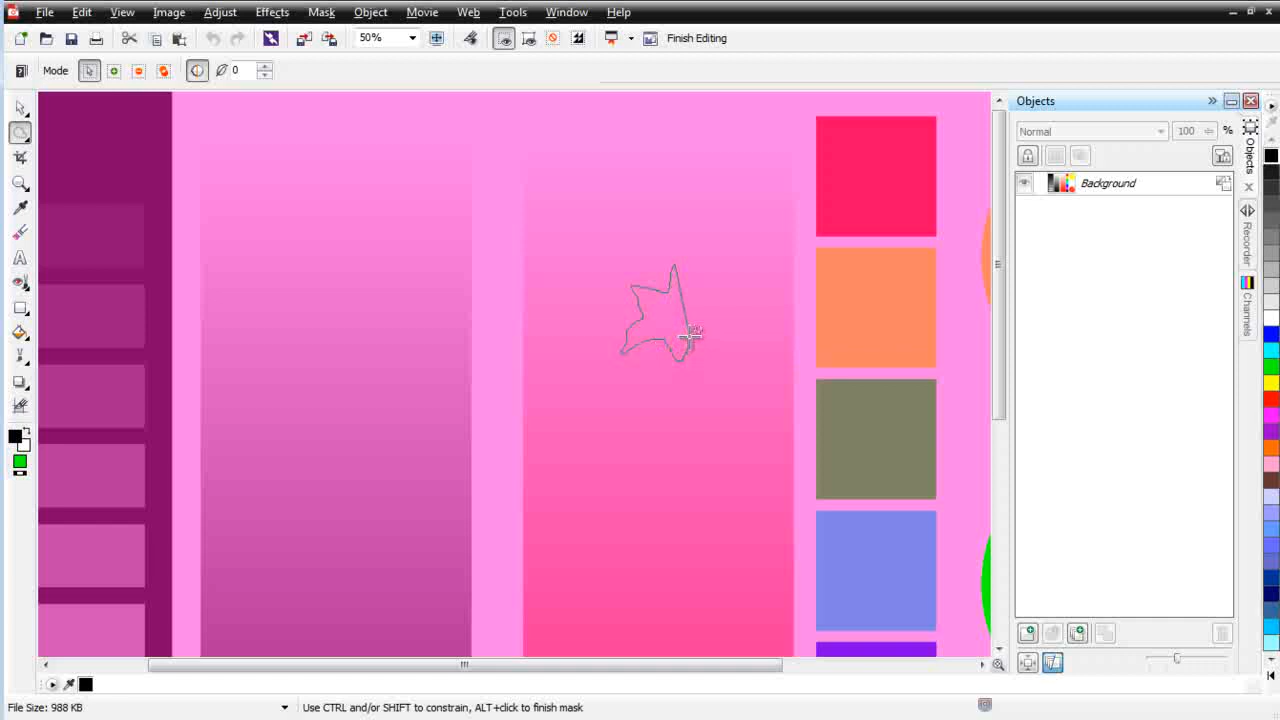 File Edit View Image Adjust Effects Mask Object Movie Web Tools Window Help
50% Finish Editing
Mode 0
Objects
Normal 100 %
Background
Objects
Recorder
Channels
File Size: 988 KB Use CTRL and/or SHIFT to constrain, ALT+click to finish mask